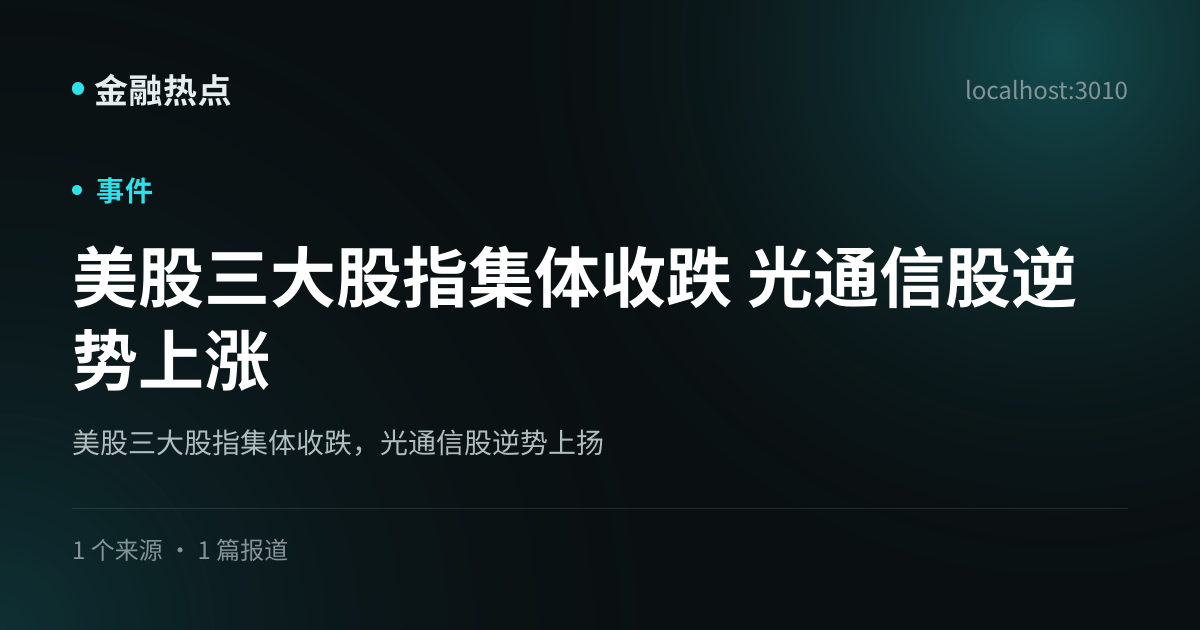 金融热点
localhost:3010
事件
美股三大股指集体收跌 光通信股逆
势上涨
美股三大股指集体收跌，光通信股逆势上扬
1 个来源 · 1 篇报道